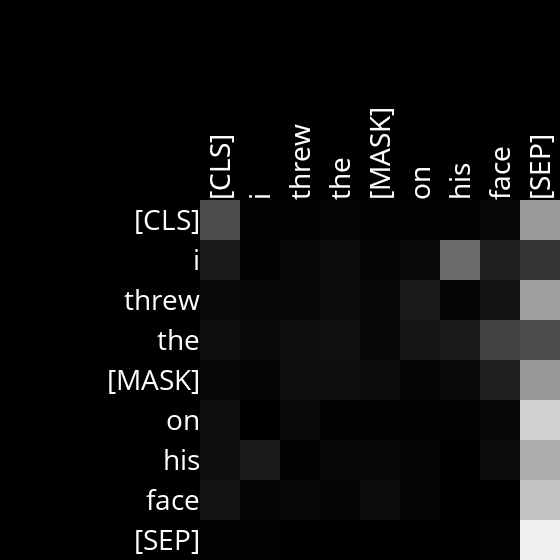 [CLS] i threw the [MASK] on his face [SEP]
[CLS]
i
threw
the
[MASK]
on
his
face
[SEP]